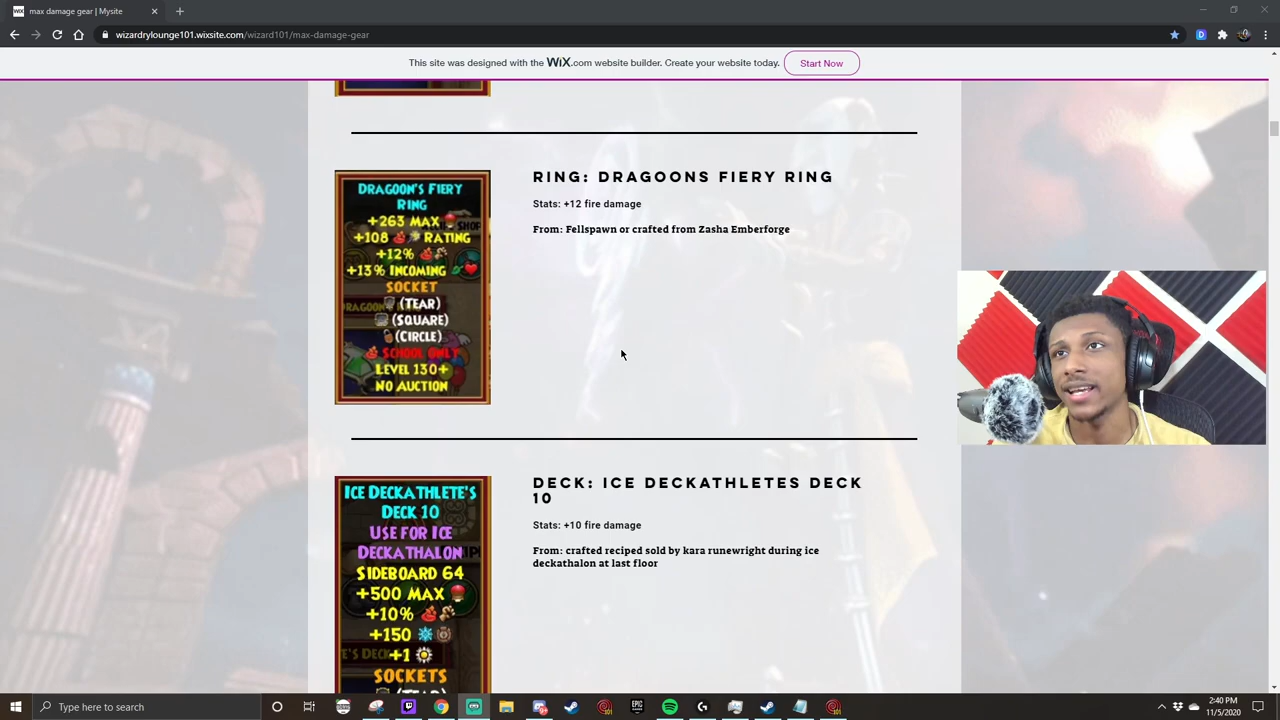 max damage gear | Mysite
wizardrylounge101.wixsite.com/wizard101/max-damage-gear
This site was designed with the WiX.com website builder. Create your website today.
Start Now
DRAGOON'S FIERY
RING
+263 MAX
+108 RATING
+12%
+13% INCOMING
SOCKET
(TEAR)
(SQUARE)
(CIRCLE)
SCHOOL ONLY
LEVEL 130+
NO AUCTION
RING: DRAGOONS FIERY RING
Stats: +12 fire damage
From: Fellspawn or crafted from Zasha Emberforge
ICE DECKATHLETE'S
DECK 10
USE FOR ICE
DECKATHALON
SIDEBOARD 64
+500 MAX
+10%
+150
+1
SOCKETS
(TEAR)
DECK: ICE DECKATHLETES DECK
10
Stats: +10 fire damage
From: crafted reciped sold by kara runewright during ice
deckathalon at last floor
Type here to search
2:40 PM
11/5/2020